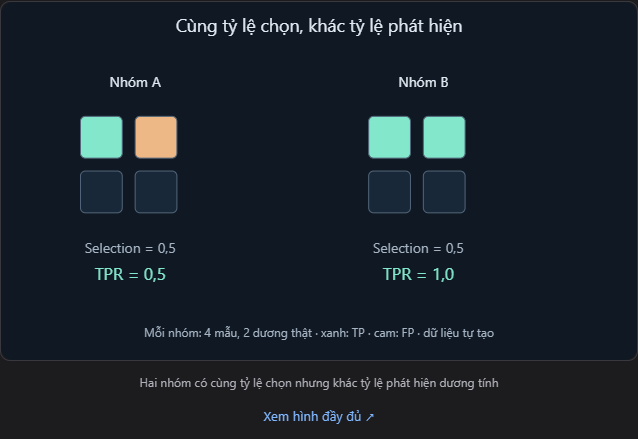 Cùng tỷ lệ chọn, khác tỷ lệ phát hiện
Nhóm A
Nhóm B
Selection = 0,5
Selection = 0,5
TPR = 0,5
TPR = 1,0
Mỗi nhóm: 4 mẫu, 2 dương thật · xanh: TP · cam: FP · dữ liệu tự tạo
Hai nhóm có cùng tỷ lệ chọn nhưng khác tỷ lệ phát hiện dương tính
Xem hình đầy đủ ↗